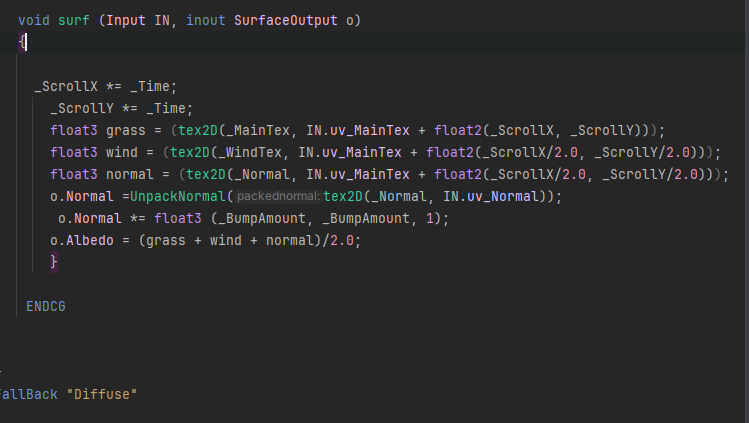 void surf (Input IN, inout SurfaceOutput o)
{
_ScrollX *= _Time;
_ScrollY *= _Time;
float3 grass = (tex2D(_MainTex, IN.uv_MainTex + float2(_ScrollX, _ScrollY)));
float3 wind = (tex2D(_WindTex, IN.uv_MainTex + float2(_ScrollX/2.0, _ScrollY/2.0)));
float3 normal = (tex2D(_Normal, IN.uv_MainTex + float2(_ScrollX/2.0, _ScrollY/2.0)));
o.Normal =UnpackNormal( packednormal: tex2D(_Normal, IN.uv_Normal));
o.Normal *= float3 (_BumpAmount, _BumpAmount, 1);
o.Albedo = (grass + wind + normal)/2.0;
}
ENDCG
FallBack "Diffuse"